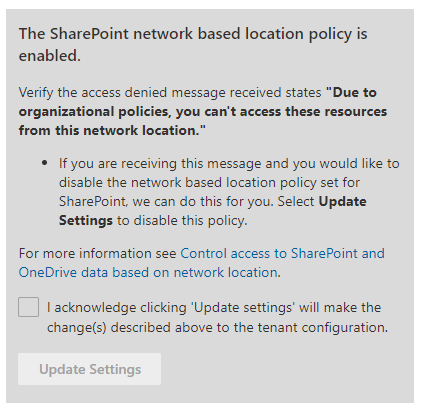 The SharePoint network based location policy is
enabled.
Verify the access denied message received states "Due to
organizational policies, you can't access these resources
from this network location."
• If you are receiving this message and you would like to
disable the network based location policy set for
SharePoint, we can do this for you. Select Update
Settings to disable this policy.
For more information see Control access to SharePoint and
OneDrive data based on network location.
I acknowledge clicking 'Update settings' will make the
change(s) described above to the tenant configuration.
Update Settings